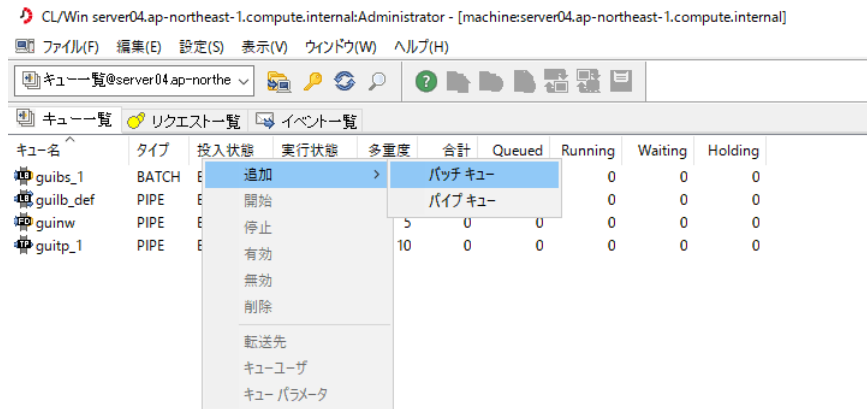 CL/Win server04.ap-northeast-1.compute.internal:Administrator - [machine:server04.ap-northeast-1.compute.internal]
ファイル(F) 編集(E) 設定(S) 表示(V) ウインドウ(W) ヘルプ(H)
キュー一覧@server04.ap-northe
キュー一覧 リクエスト一覧 イベント一覧
キュー名 タイプ 投入状態 実行状態 多重度 合計 Queued Running Waiting Holding
guibs_1 BATCH E 追加 バッチ キュー 0 0 0
guilb_def PIPE E 開始 パイプ キュー 0 0 0
guinw PIPE E 停止 5 0 0 0 0 0
guitp_1 PIPE E 有効 10 0 0 0 0 0
無効
削除
転送先
キューユーザ
キュー パラメータ